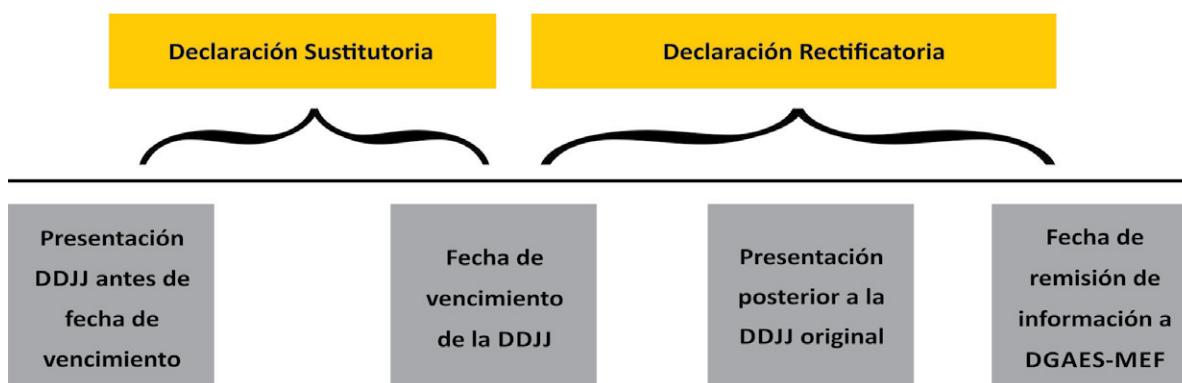 Declaración Sustitutoria
Declaración Rectificatoria
Presentación
DDJJ antes de
fecha de
vencimiento
Fecha de
vencimiento
de la DDJJ
Presentación
posterior a la
DDJJ original
Fecha de
remisión de
información a
DGAES-MEF